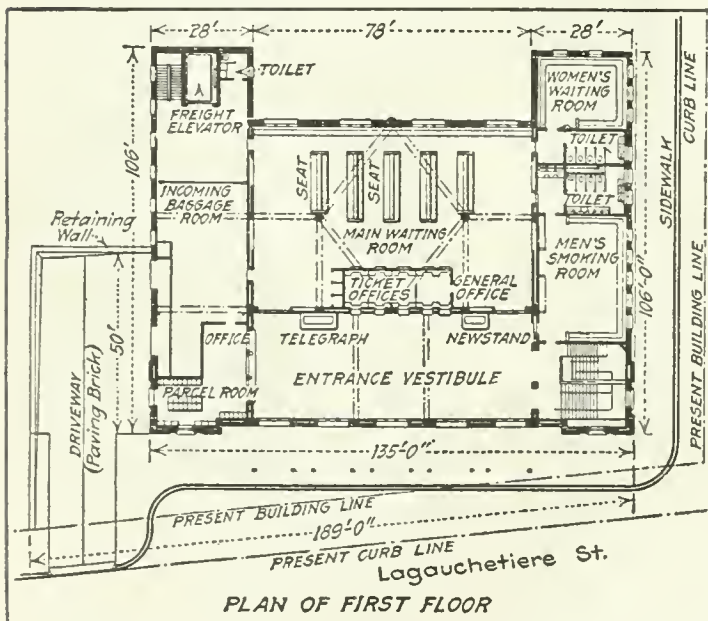 28'
78'
28'
TOILET
FREIGHT
ELEVATOR
WOMEN'S
WAITING
ROOM
CURB LINE
PRESENT
106'
SEAT
SEAT
TOILET
TOILET
SIDEWALK
INCOMING
BAGGAGE
ROOM
MAIN WAITING
ROOM
MEN'S
SMOKING
ROOM
Retaining
Wall
TICKET
OFFICES
GENERAL
OFFICE
106'-0"
PRESENT BUILDING LINE
50'
OFFICE
TELEGRAPH
NEWSTAND
DRIVEWAY
(Paving Brick)
PARCEL ROOM
ENTRANCE VESTIBULE
135'-0"
PRESENT BUILDING LINE
189'-0"
PRESENT CURB LINE
Lagauchetiere St.
PLAN OF FIRST FLOOR